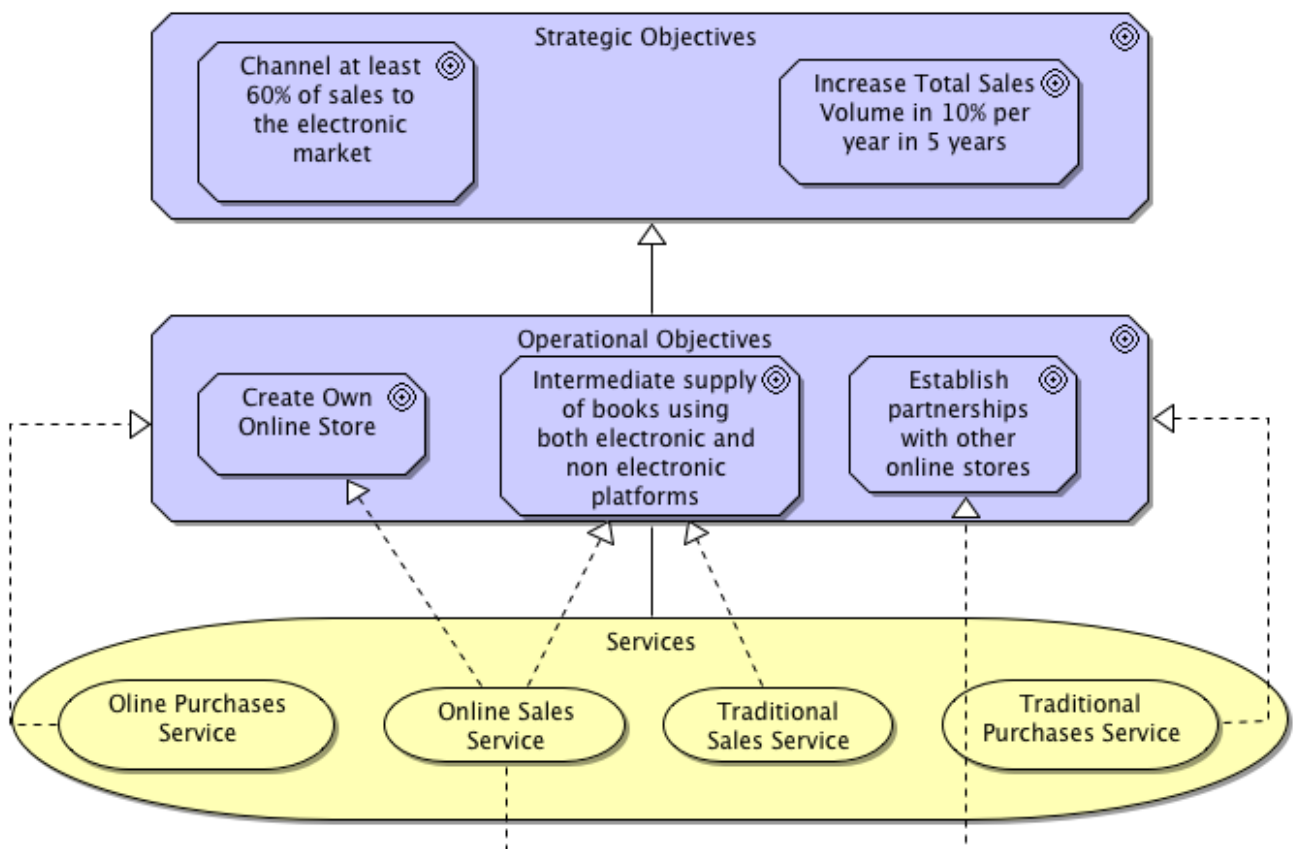 Strategic Objectives
Channel at least
60% of sales to
the electronic
market
Increase Total Sales
Volume in 10% per
year in 5 years
Operational Objectives
Create Own
Online Store
Intermediate supply
of books using
both electronic and
non electronic
platforms
Establish
partnerships
with other
online stores
Services
Oline Purchases
Service
Online Sales
Service
Traditional
Sales Service
Traditional
Purchases Service